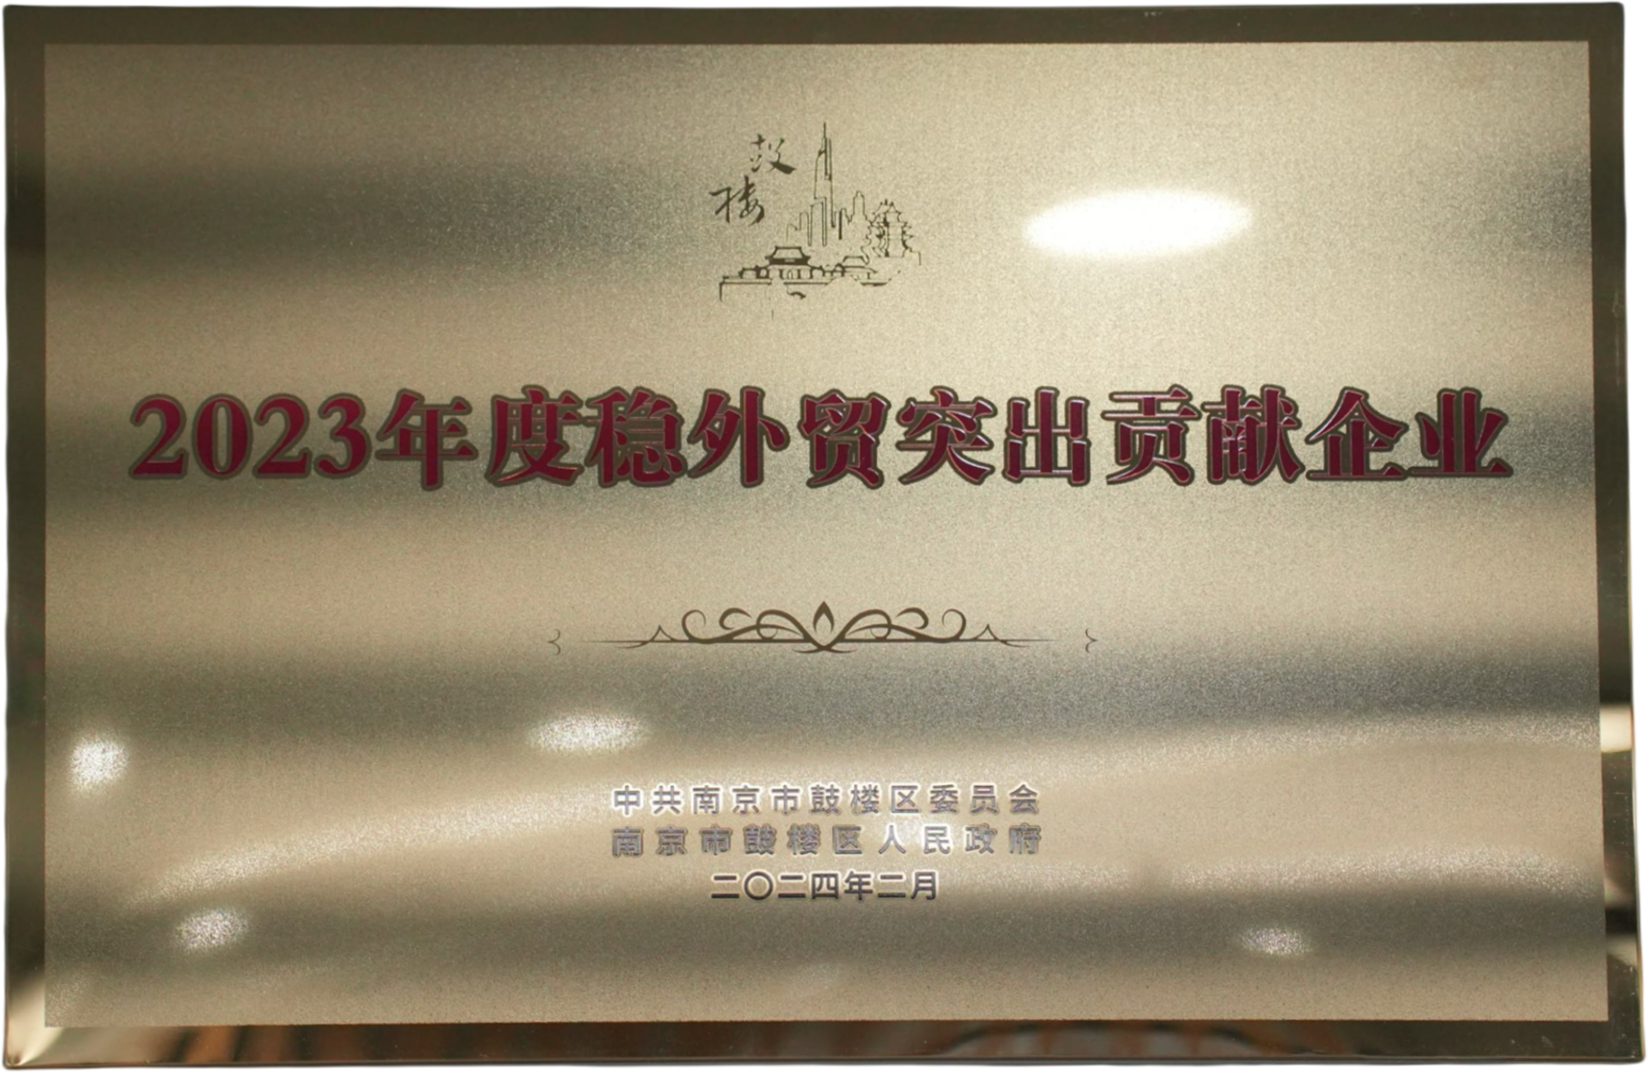 鼓楼
2023年度稳外贸突出贡献企业
中共南京市鼓楼区委员会
南京市鼓楼区人民政府
二〇二四年二月